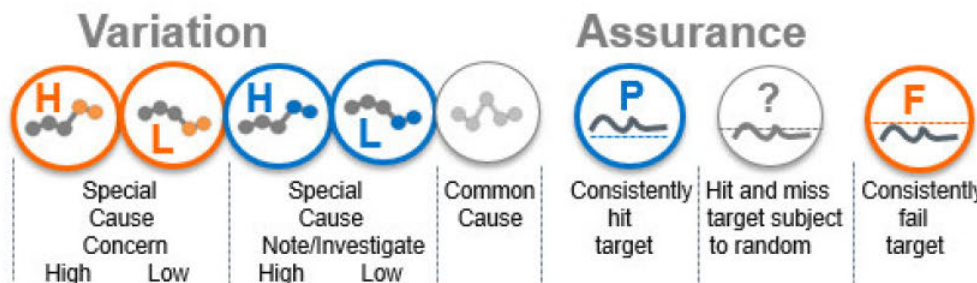 Variation
Assurance
H
L
H
L
P
?
F
Special
Cause
Concern
High Low
Special
Cause
Note/Investigate
High Low
Common
Cause
Consistently
hit
target
Hit and miss
target subject
to random
Consistently
fail
target